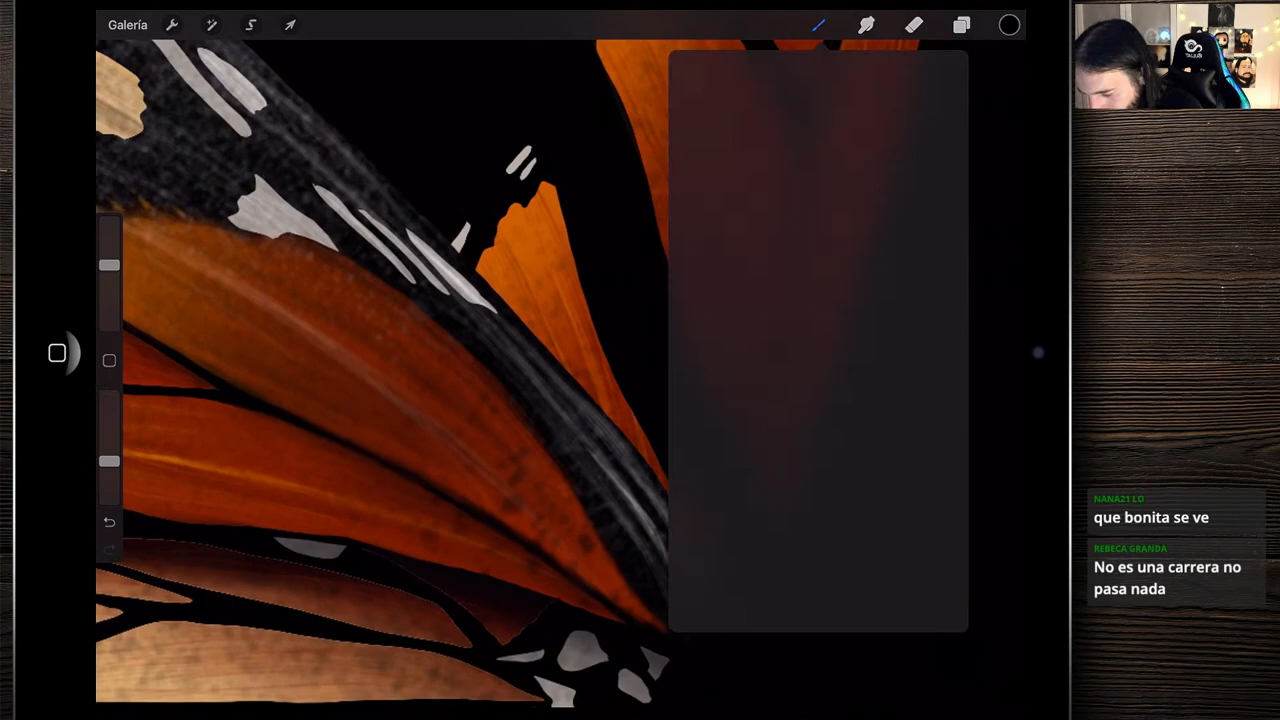 Galería
NANA21 LO
que bonita se ve
REBECA GRANDA
No es una carrera no
pasa nada